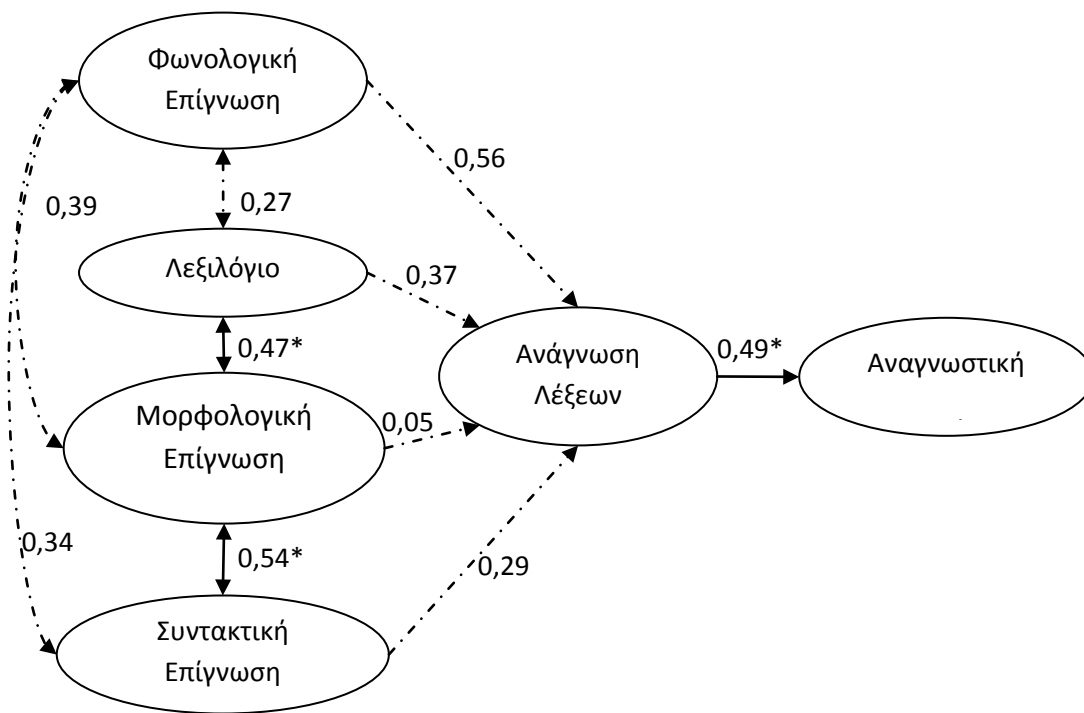 Φωνολογική
Επίγνωση
0,56
0,39
0,27
Λεξιλόγιο
0,37
0,47*
Ανάγνωση
Λέξεων
0,49*
Αναγνωστική
Μορφολογική
Επίγνωση
0,05
0,34
0,54*
0,29
Συντακτική
Επίγνωση